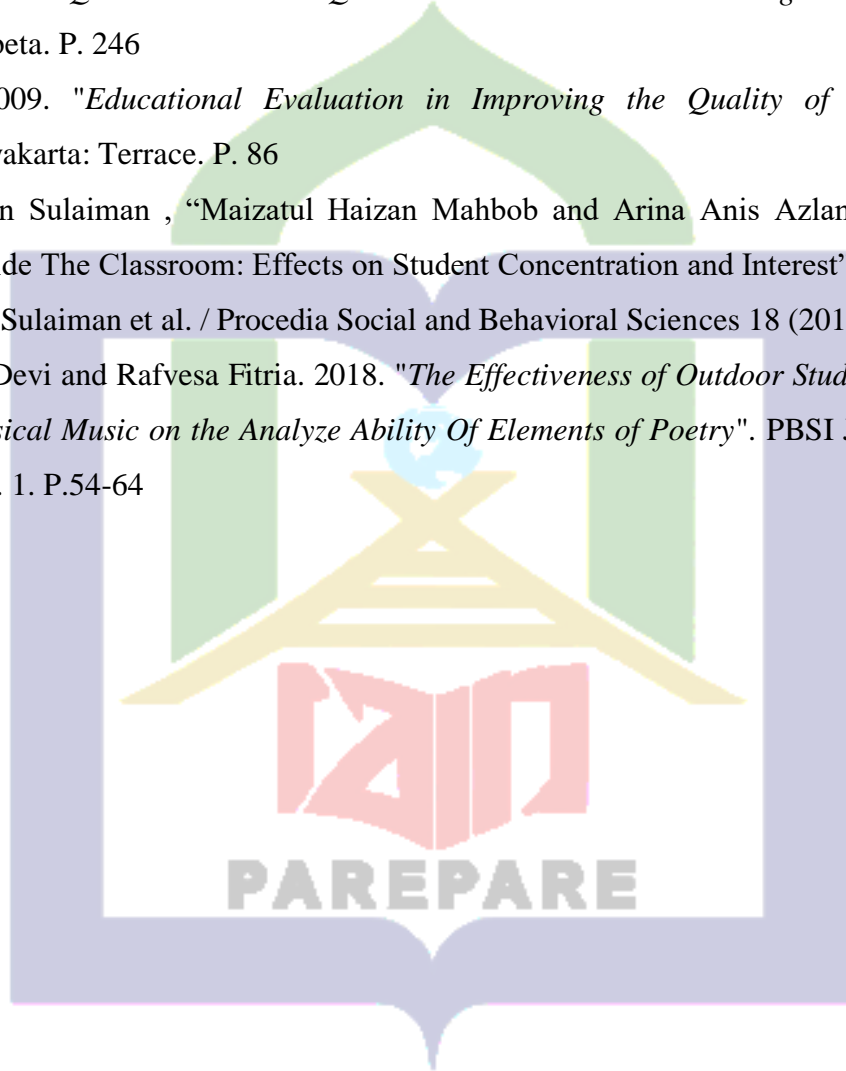 beta. P. 246
009. "Educational Evaluation in Improving the Quality of
yakarta: Terrace. P. 86
n Sulaiman , “Maizatul Haizan Mahbob and Arina Anis Azlan
ide The Classroom: Effects on Student Concentration and Interest”
Sulaiman et al. / Procedia Social and Behavioral Sciences 18 (201
Devi and Rafvesa Fitria. 2018. "The Effectiveness of Outdoor Stud
sical Music on the Analyze Ability Of Elements of Poetry". PBSI J
. 1. P.54-64
iain
PAREPARE